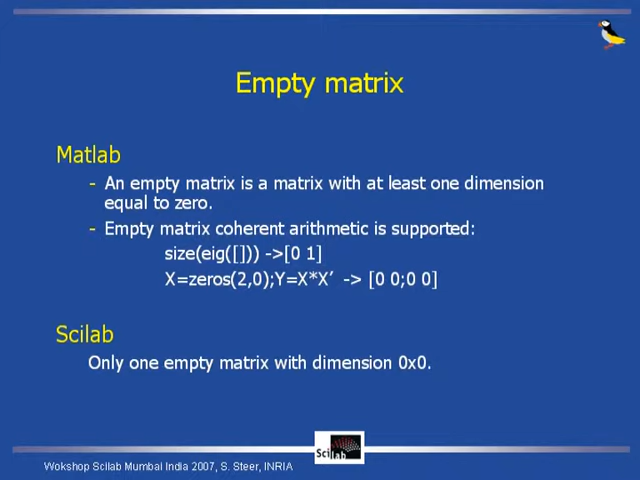 Empty matrix
Matlab
- An empty matrix is a matrix with at least one dimension
equal to zero.
- Empty matrix coherent arithmetic is supported:
size(eig([])) ->[0 1]
X=zeros(2,0);Y=X*X’ -> [0 0;0 0]
Scilab
Only one empty matrix with dimension 0x0.
Scilab
Wokshop Scilab Mumbai India 2007, S. Steer, INRIA